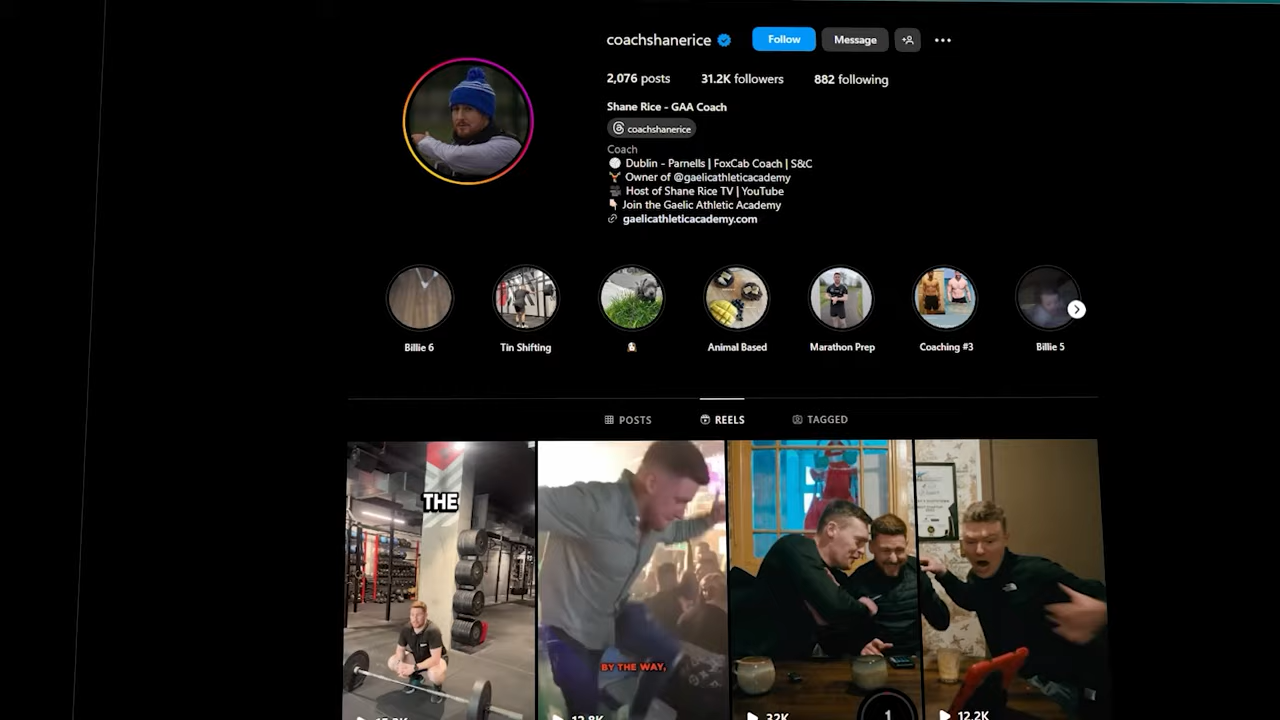 coachshanerice Follow Message
2,076 posts 31.2K followers 882 following
Shane Rice - GAA Coach
coachshanerice
Coach
Dublin - Parnells | FoxCab Coach | S&C
Owner of @gaelicathleticacademy
Host of Shane Rice TV | YouTube
Join the Gaelic Athletic Academy
gaelicathleticacademy.com
Billie 6 Tin Shifting Animal Based Marathon Prep Coaching #3 Billie 5
POSTS REELS TAGGED
THE
BY THE WAY,
12.8K 32K 1 12.2K